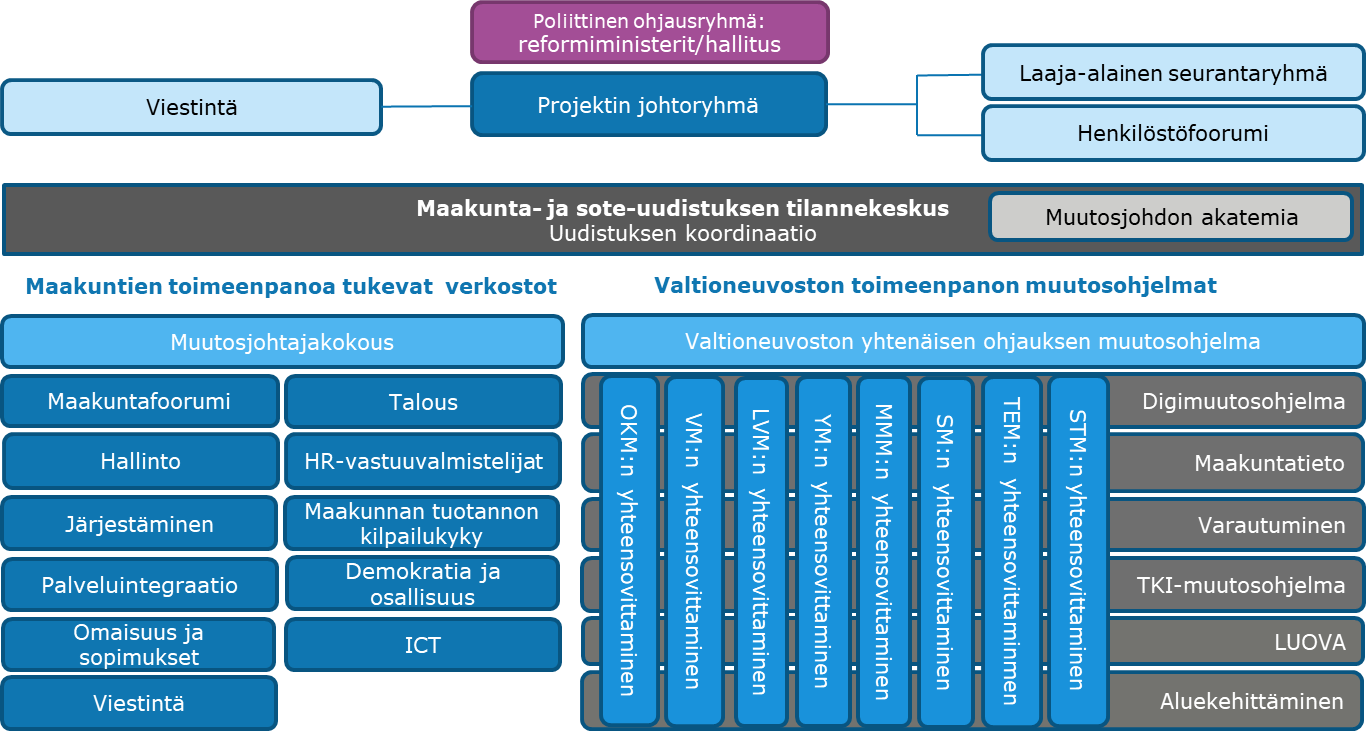 Poliittinen ohjausryhmä:
reformiministerit/hallitus
Viestintä
Projektin johtoryhmä
Laaja-alainen seurantaryhmä
Henkilöstöfoorumi
Maakunta- ja sote-uudistuksen tilannekeskus
Uudistuksen koordinaatio
Muutosjohdon akatemia
Maakuntien toimeenpanoa tukevat verkostot
Muutosjohtajakokous
Maakuntafoorumi
Talous
Hallinto
HR-vastuuvalmistelijat
Järjestäminen
Maakunnan tuotannon
kilpailukyky
Palveluintegraatio
Demokratia ja
osallisuus
Omaisuus ja
sopimukset
ICT
Viestintä
Valtioneuvoston toimeenpanon muutosohjelmat
Valtioneuvoston yhtenäisen ohjauksen muutosohjelma
OKM:n yhteensovittaminen
VM:n yhteensovittaminen
LVM:n yhteensovittaminen
YM:n yhteensovittaminen
MMM:n yhteensovittaminen
SM:n yhteensovittaminen
TEM:n yhteensovittaminmen
STM:n yhteensovittaminen
Digimuutosohjelma
Maakuntatieto
Varautuminen
TKI-muutosohjelma
LUOVA
Aluekehittäminen